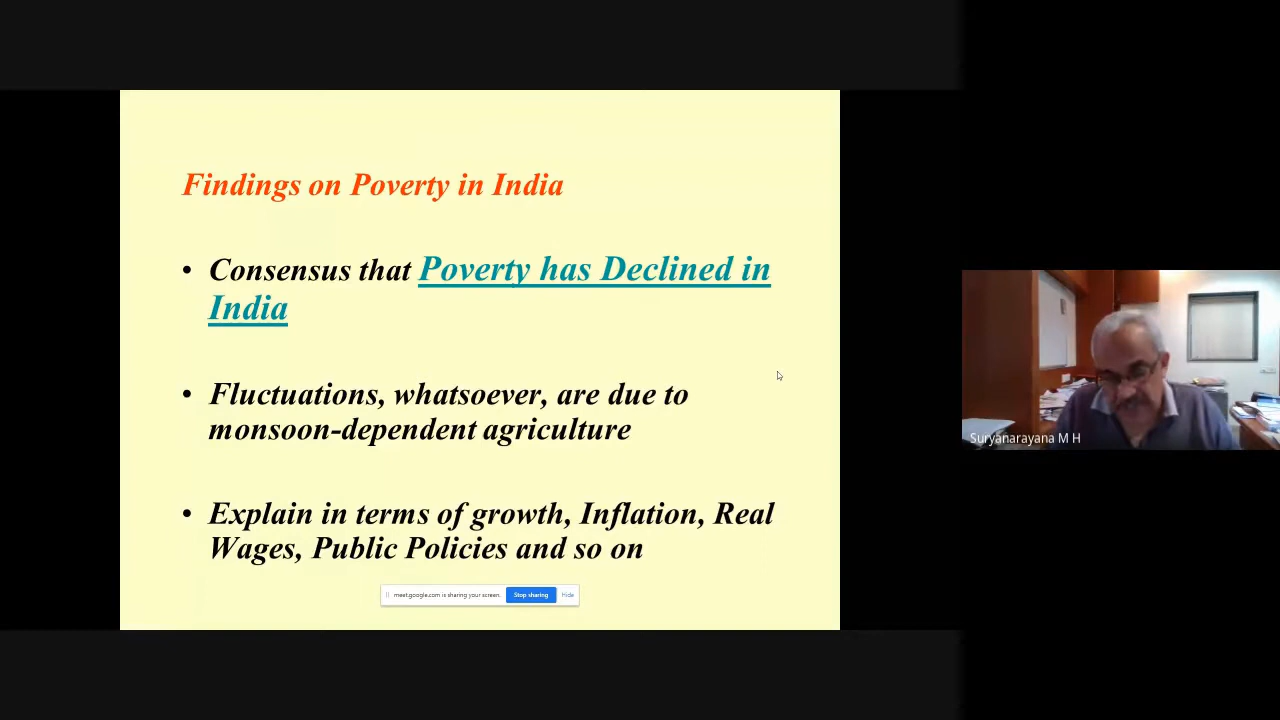 Findings on Poverty in India
• Consensus that Poverty has Declined in
India
• Fluctuations, whatsoever, are due to
monsoon-dependent agriculture
• Explain in terms of growth, Inflation, Real
Wages, Public Policies and so on
meet.google.com is sharing your screen.
Stop sharing
Hide
Suryanarayana M H